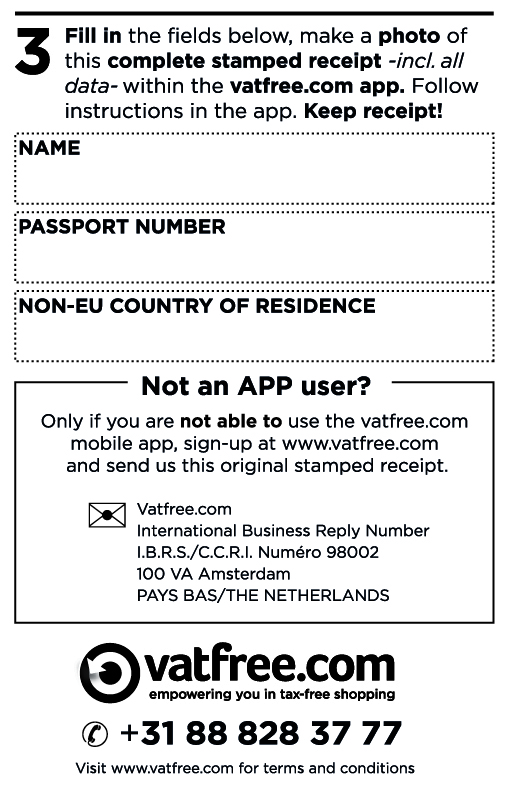 3 Fill in the fields below, make a photo of
this complete stamped receipt -incl. all
data- within the vatfree.com app. Follow
instructions in the app. Keep receipt!
NAME
PASSPORT NUMBER
NON-EU COUNTRY OF RESIDENCE
Not an APP user?
Only if you are not able to use the vatfree.com
mobile app, sign-up at www.vatfree.com
and send us this original stamped receipt.
Vatfree.com
International Business Reply Number
I.B.R.S./C.C.R.I. Numéro 98002
100 VA Amsterdam
PAYS BAS/THE NETHERLANDS
vatfree.com
empowering you in tax-free shopping
+31 88 828 37 77
Visit www.vatfree.com for terms and conditions